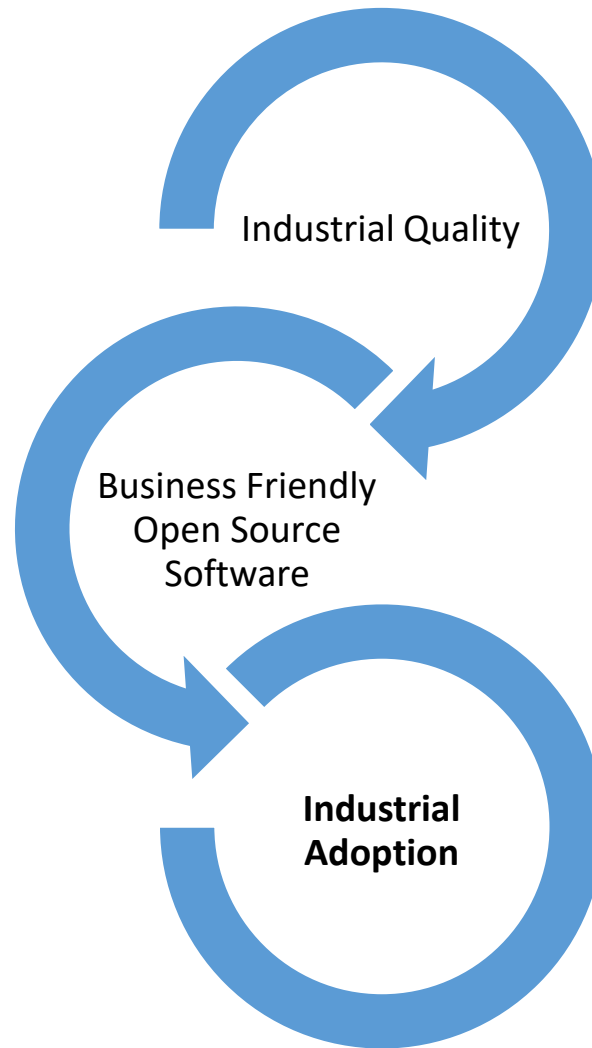 Industrial Quality
Business Friendly
Open Source
Software
Industrial
Adoption